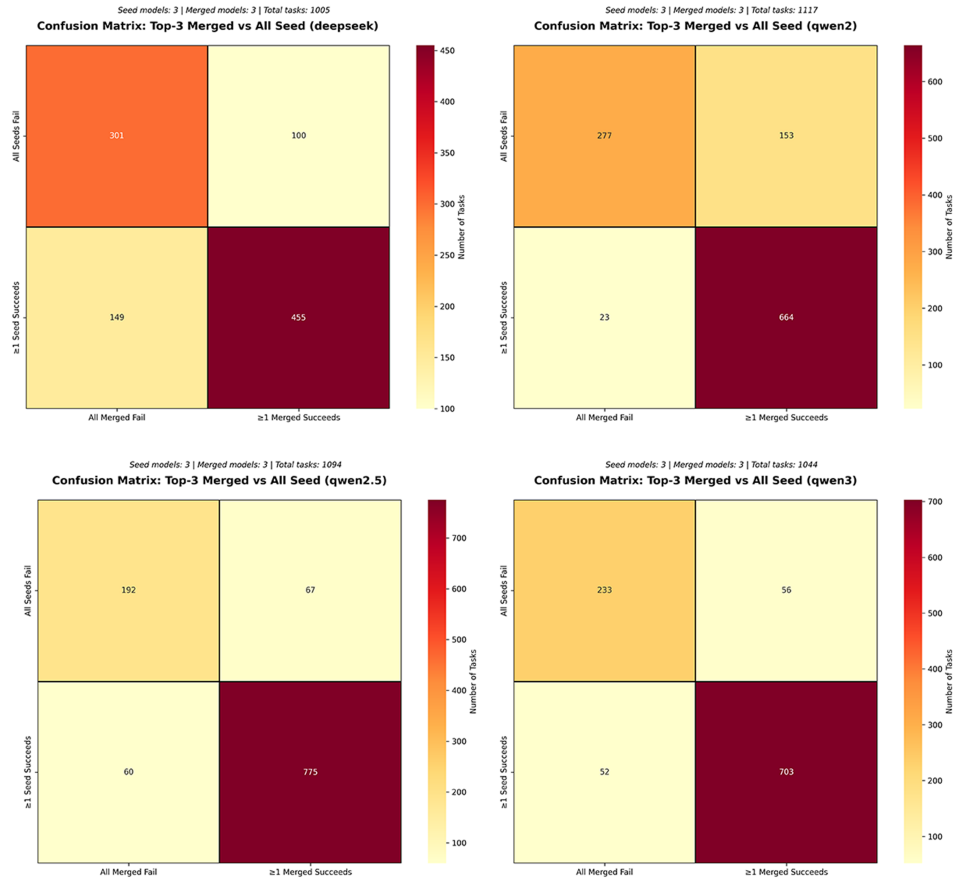 Seed models: 3 | Merged models: 3 | Total tasks: 1005
Confusion Matrix: Top-3 Merged vs All Seed (deepseek)
All Seeds Fail
≥1 Seed Succeeds
301
100
149
455
All Merged Fail
≥1 Merged Succeeds
450
400
350
300
250
200
150
100
Number of Tasks
Seed models: 3 | Merged models: 3 | Total tasks: 1117
Confusion Matrix: Top-3 Merged vs All Seed (qwen2)
All Seeds Fail
≥1 Seed Succeeds
277
153
23
664
All Merged Fail
≥1 Merged Succeeds
600
500
400
300
200
100
Number of Tasks
Seed models: 3 | Merged models: 3 | Total tasks: 1094
Confusion Matrix: Top-3 Merged vs All Seed (qwen2.5)
All Seeds Fail
≥1 Seed Succeeds
192
67
60
775
All Merged Fail
≥1 Merged Succeeds
700
600
500
400
300
200
100
Number of Tasks
Seed models: 3 | Merged models: 3 | Total tasks: 1044
Confusion Matrix: Top-3 Merged vs All Seed (qwen3)
All Seeds Fail
≥1 Seed Succeeds
233
56
52
703
All Merged Fail
≥1 Merged Succeeds
700
600
500
400
300
200
100
Number of Tasks